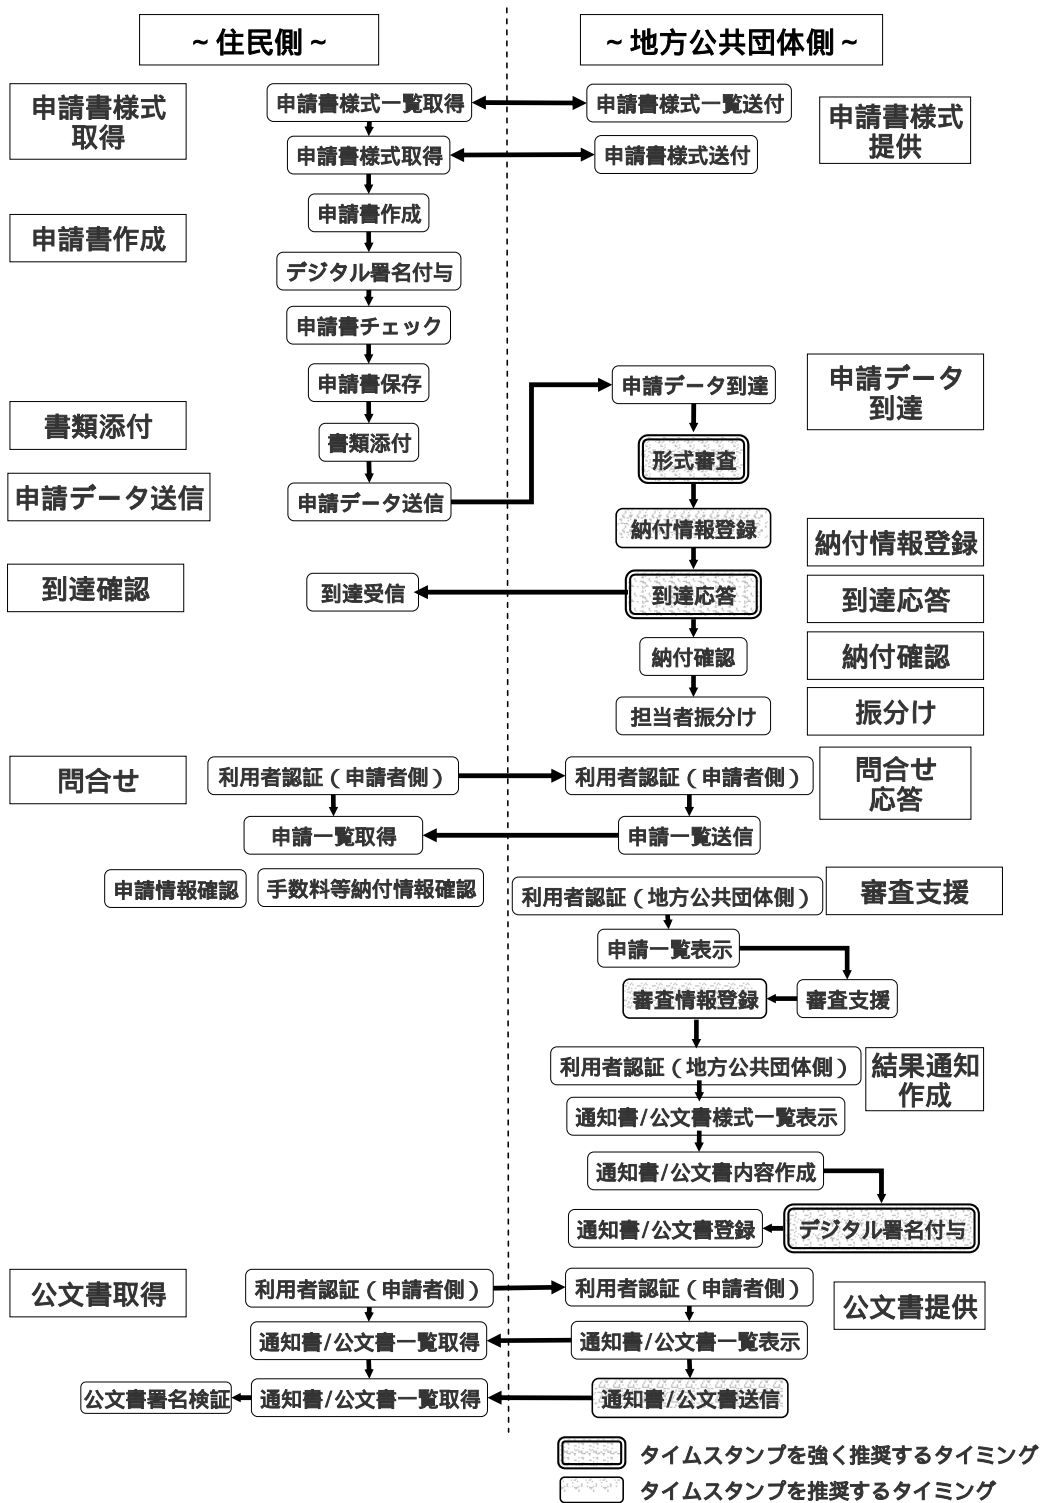 ～住民側～
～地方公共団体側～
申請書様式
取得
申請書様式一覧取得
申請書様式一覧送付
申請書様式
提供
申請書様式取得
申請書様式送付
申請書作成
申請書作成
デジタル署名付与
申請書チェック
申請書保存
申請データ到達
申請データ
到達
書類添付
書類添付
形式審査
申請データ送信
申請データ送信
納付情報登録
納付情報登録
到達確認
到達受信
到達応答
到達応答
納付確認
納付確認
担当者振分け
振分け
問合せ
利用者認証（申請者側）
利用者認証（申請者側）
問合せ
応答
申請一覧取得
申請一覧送信
申請情報確認
手数料等納付情報確認
利用者認証（地方公共団体側）
審査支援
申請一覧表示
審査情報登録
審査支援
利用者認証（地方公共団体側）
結果通知
作成
通知書/公文書様式一覧表示
通知書/公文書内容作成
通知書/公文書登録
デジタル署名付与
公文書取得
利用者認証（申請者側）
利用者認証（申請者側）
公文書提供
通知書/公文書一覧取得
通知書/公文書一覧表示
公文書署名検証
通知書/公文書一覧取得
通知書/公文書送信
タイムスタンプを強く推奨するタイミング
タイムスタンプを推奨するタイミング